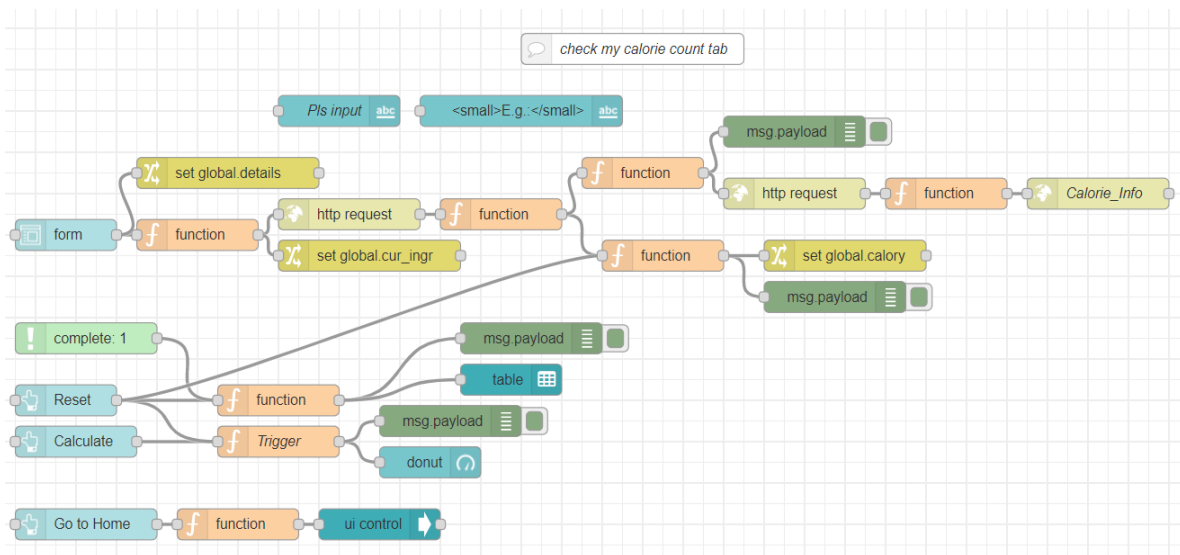 check my calorie count tab
Pls input
abc
<small>E.g.:</small>
abc
msg.payload
set global.details
function
http request
function
Calorie_Info
form
function
http request
function
set global.cur_ingr
function
set global.calory
msg.payload
complete: 1
msg.payload
table
Reset
function
msg.payload
Calculate
Trigger
donut
Go to Home
function
ui control